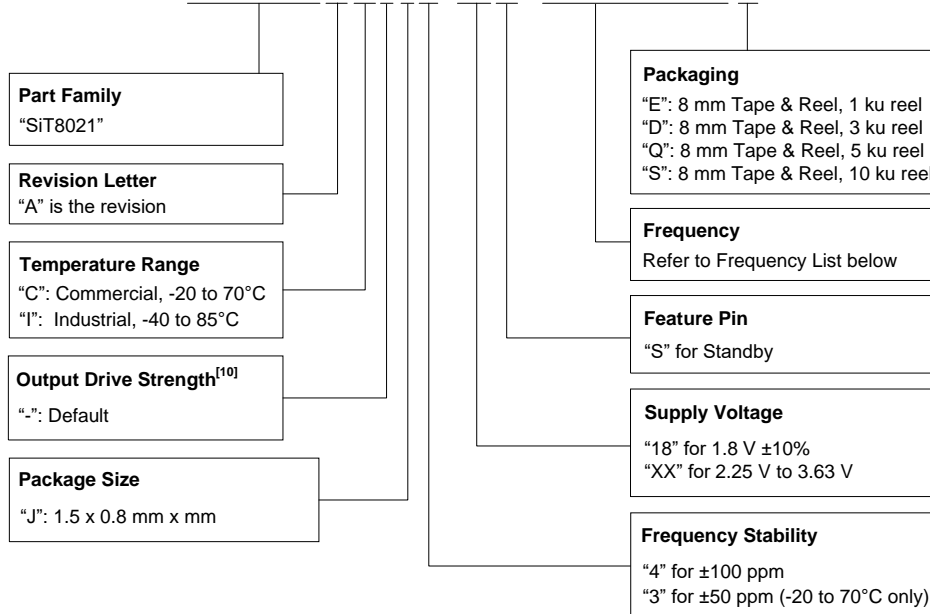 Part Family
“SiT8021”
Revision Letter
“A” is the revision
Temperature Range
“C”: Commercial, -20 to 70°C
“I”: Industrial, -40 to 85°C
Output Drive Strength[10]
“-”: Default
Package Size
“J”: 1.5 x 0.8 mm x mm
Packaging
“E”: 8 mm Tape & Reel, 1 ku reel
“D”: 8 mm Tape & Reel, 3 ku reel
“Q”: 8 mm Tape & Reel, 5 ku reel
“S”: 8 mm Tape & Reel, 10 ku reel
Frequency
Refer to Frequency List below
Feature Pin
“S” for Standby
Supply Voltage
“18” for 1.8 V ±10%
“XX” for 2.25 V to 3.63 V
Frequency Stability
“4” for ±100 ppm
“3” for ±50 ppm (-20 to 70°C only)